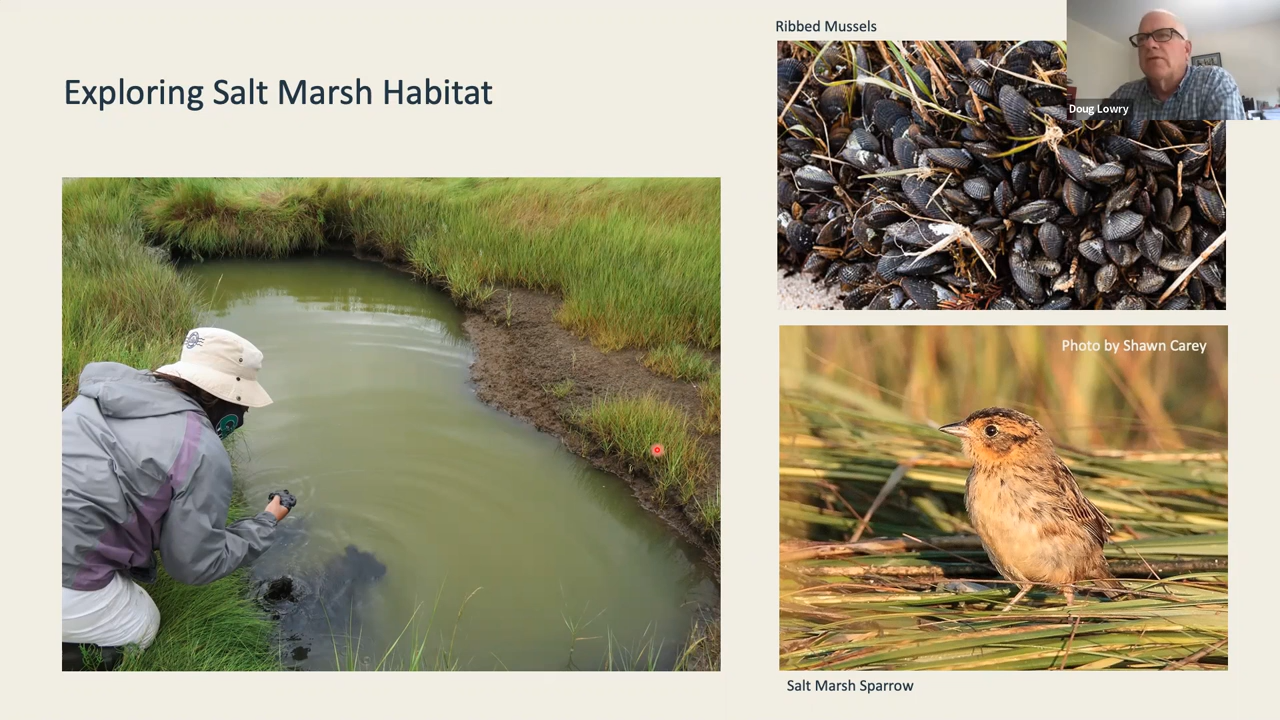 Exploring Salt Marsh Habitat
Ribbed Mussels
Doug Lowry
Photo by Shawn Carey
Salt Marsh Sparrow